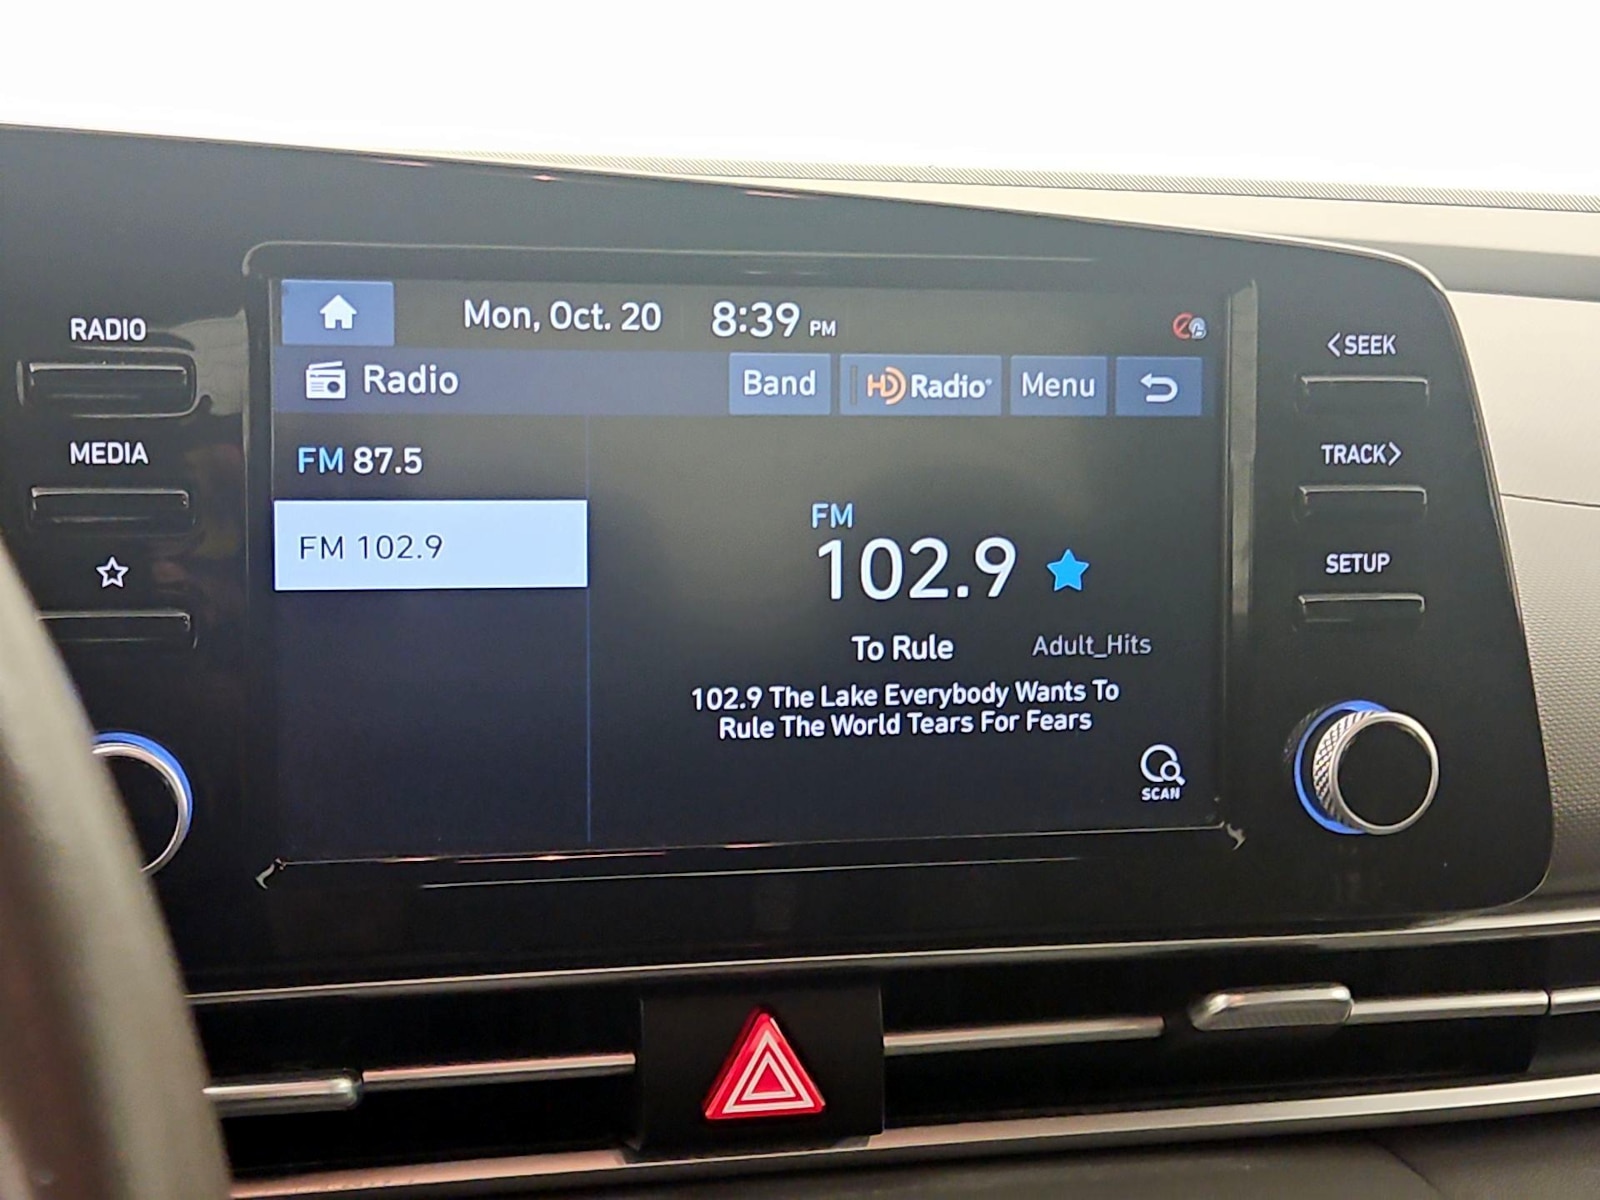 RADIO
MEDIA
Mon, Oct. 20 8:39 PM
Radio
Band HD Radio® Menu
FM 87.5
FM 102.9
FM
102.9
To Rule Adult_Hits
102.9 The Lake Everybody Wants To
Rule The World Tears For Fears
SCAN
<SEEK
TRACK>
SETUP